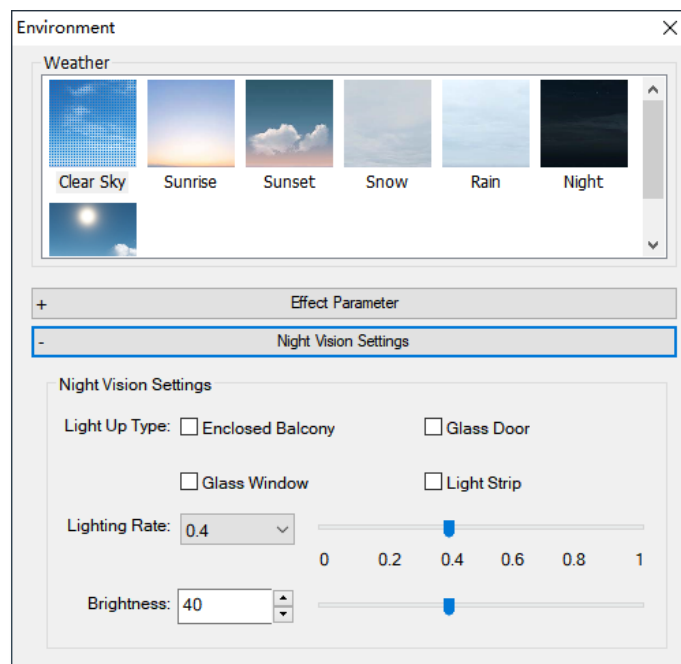 Environment
Weather
Clear Sky Sunrise Sunset Snow Rain Night
+ Effect Parameter
- Night Vision Settings
Night Vision Settings
Light Up Type: Enclosed Balcony Glass Door
Glass Window Light Strip
Lighting Rate: 0.4
0 0.2 0.4 0.6 0.8 1
Brightness: 40